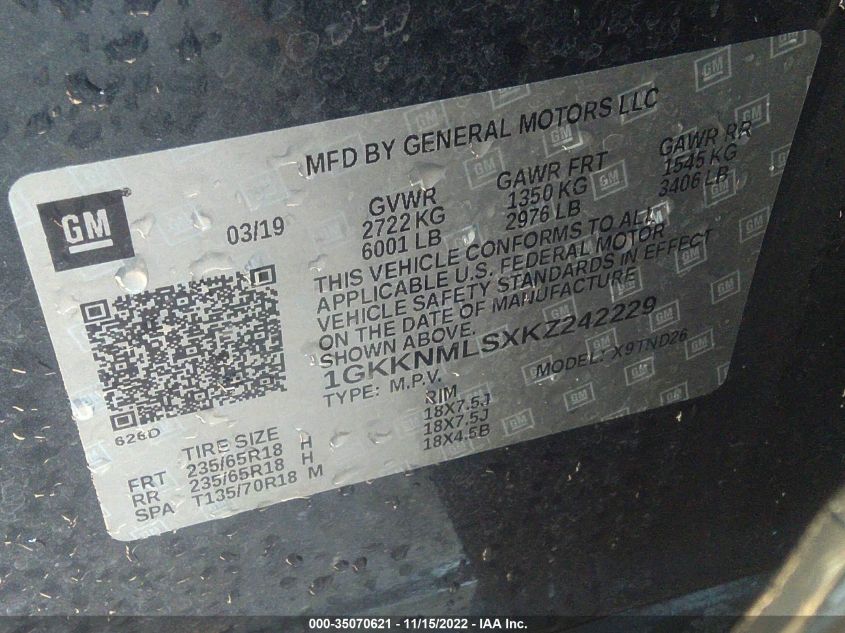 MFD BY GENERAL MOTORS LLC
GM
03/19
GVWR GAWR FRT GAWR RR
2722 KG 1350 KG 1545 KG
6001 LB 2976 LB 3406 LB
THIS VEHICLE CONFORMS TO ALL
APPLICABLE U.S. FEDERAL MOTOR
VEHICLE SAFETY STANDARDS IN EFFECT
ON THE DATE OF MANUFACTURE
SHOWN ABOVE.
1GKKNMLSXKZ242229
TYPE: M.P.V. MODEL: X9TND26
626D
TIRE SIZE RIM
FRT 235/65R18 H 18X7.5J
RR 235/65R18 H 18X7.5J
SPA T135/70R18 M 18X4.5B
000-35070621 - 11/15/2022 - IAA Inc.